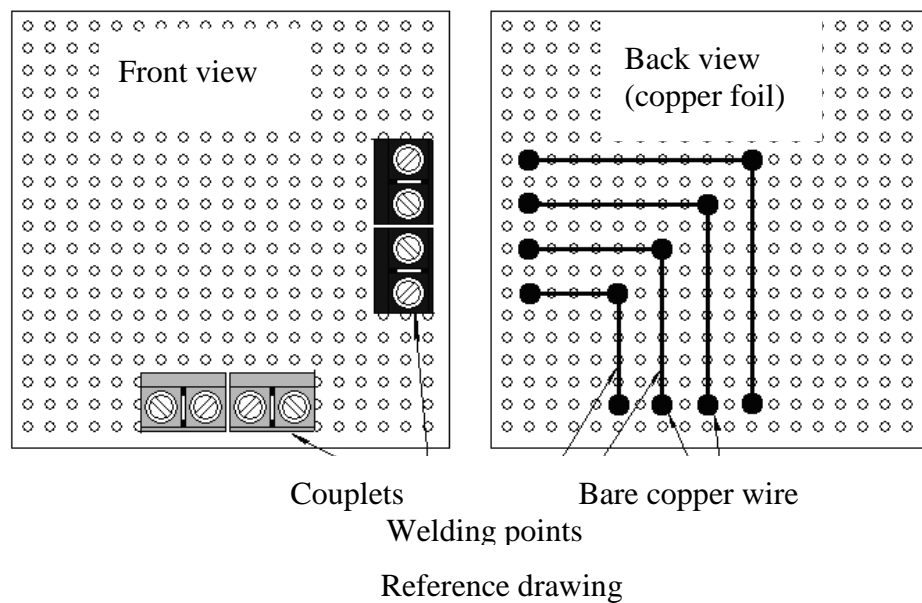 Front view
Back view
(copper foil)
Couplets
Bare copper wire
Welding points
Reference drawing